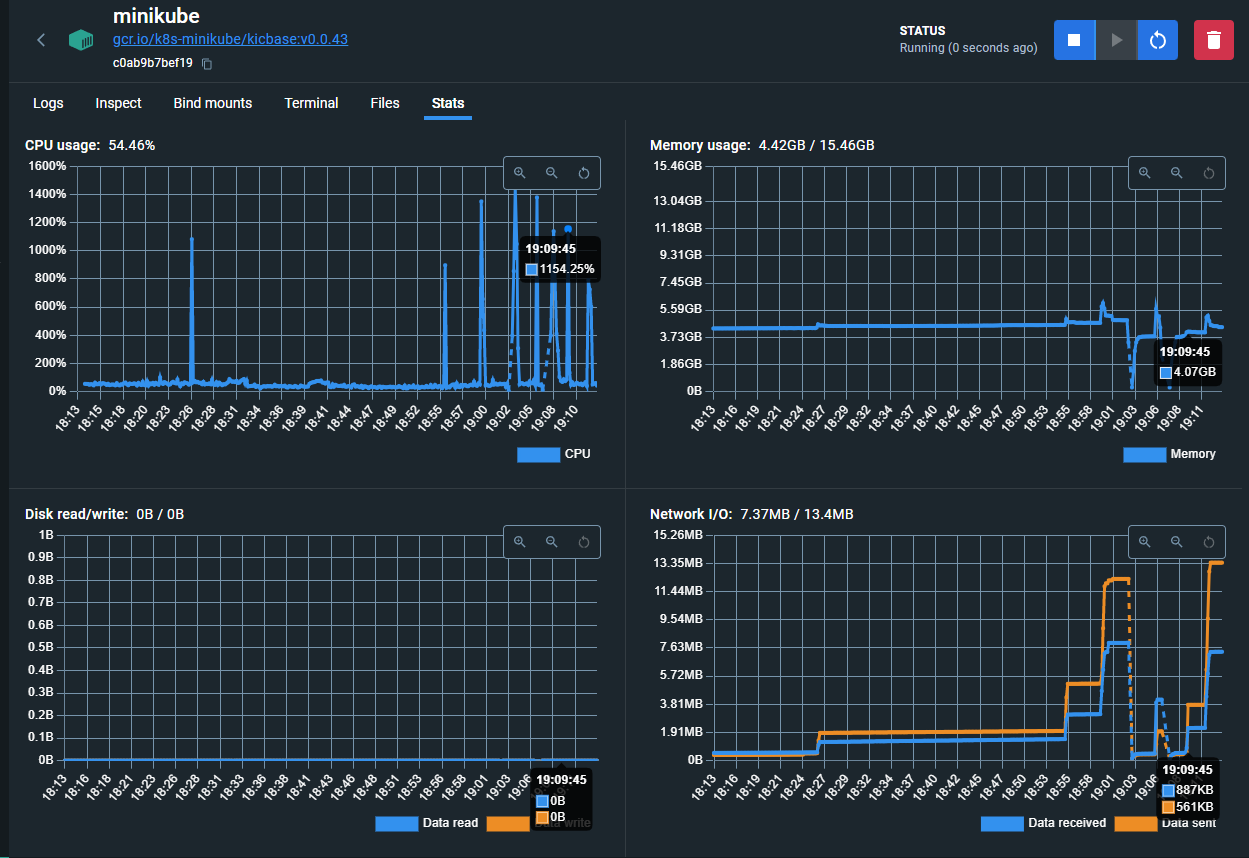 minikube
gcr.io/k8s-minikube/kicbase:v0.0.43
c0ab9b7bef19
STATUS
Running (0 seconds ago)
Logs Inspect Bind mounts Terminal Files Stats
CPU usage: 54.46%
1600%
1400%
1200%
1000%
800%
600%
400%
200%
0%
19:09:45
1154.25%
18:13 18:15 18:18 18:20 18:23 18:26 18:28 18:31 18:34 18:36 18:39 18:41 18:44 18:47 18:49 18:52 18:55 18:57 19:00 19:02 19:05 19:08 19:10
CPU
Memory usage: 4.42GB / 15.46GB
15.46GB
13.04GB
11.18GB
9.31GB
7.45GB
5.59GB
3.73GB
1.86GB
0B
19:09:45
4.07GB
18:13 18:16 18:19 18:21 18:24 18:27 18:29 18:32 18:34 18:37 18:40 18:42 18:45 18:47 18:50 18:53 18:55 18:58 19:01 19:03 19:06 19:08 19:11
Memory
Disk read/write: 0B / 0B
1B
0.9B
0.8B
0.7B
0.6B
0.5B
0.4B
0.3B
0.2B
0.1B
0B
18:13 18:16 18:18 18:21 18:23 18:26 18:28 18:31 18:33 18:36 18:38 18:41 18:43 18:46 18:48 18:51 18:53 18:56 18:58 19:01 19:03 19:06
19:09:45
0B
0B
Data read Data write
Network I/O: 7.37MB / 13.4MB
15.26MB
13.35MB
11.44MB
9.54MB
7.63MB
5.72MB
3.81MB
1.91MB
0B
18:13 18:16 18:19 18:21 18:24 18:27 18:29 18:32 18:34 18:37 18:40 18:42 18:45 18:47 18:50 18:53 18:55 18:58 19:01 19:03 19:06
19:09:45
887KB
561KB
Data received Data sent